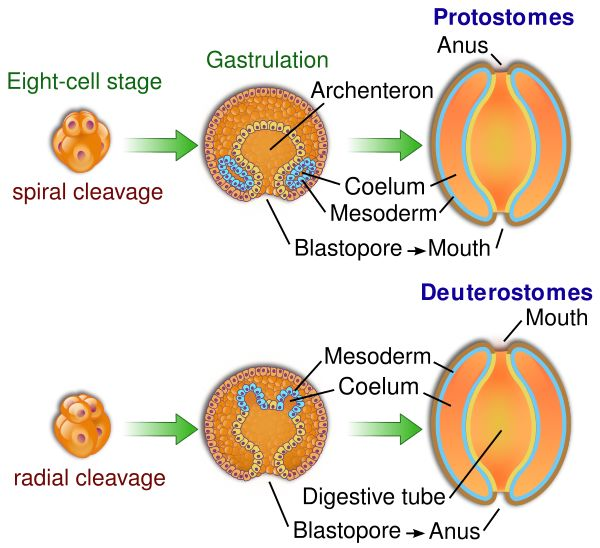 Protostomes
Anus
Gastrulation
Eight-cell stage
Archenteron
spiral cleavage
Coelum
Mesoderm
Blastopore → Mouth
Deuterostomes
Mouth
Mesoderm
Coelum
radial cleavage
Digestive tube
Blastopore → Anus